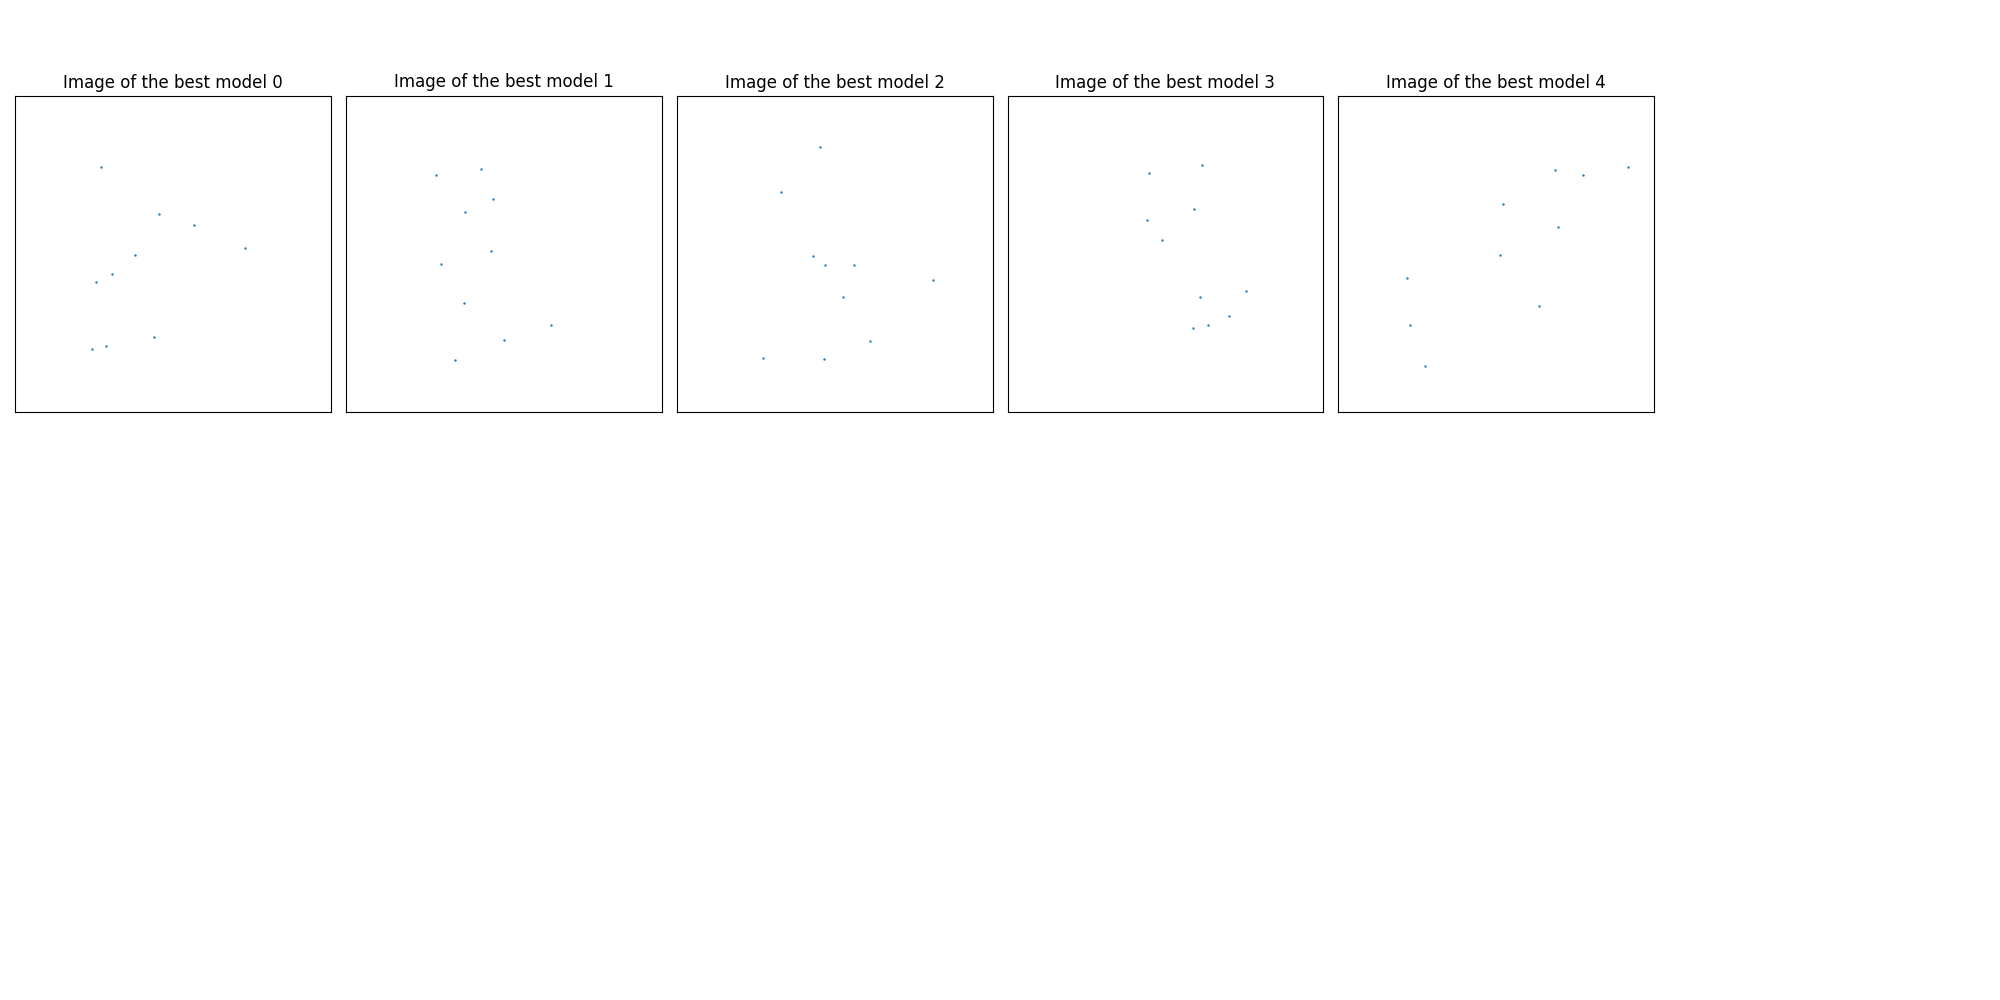 Image of the best model 0
Image of the best model 1
Image of the best model 2
Image of the best model 3
Image of the best model 4